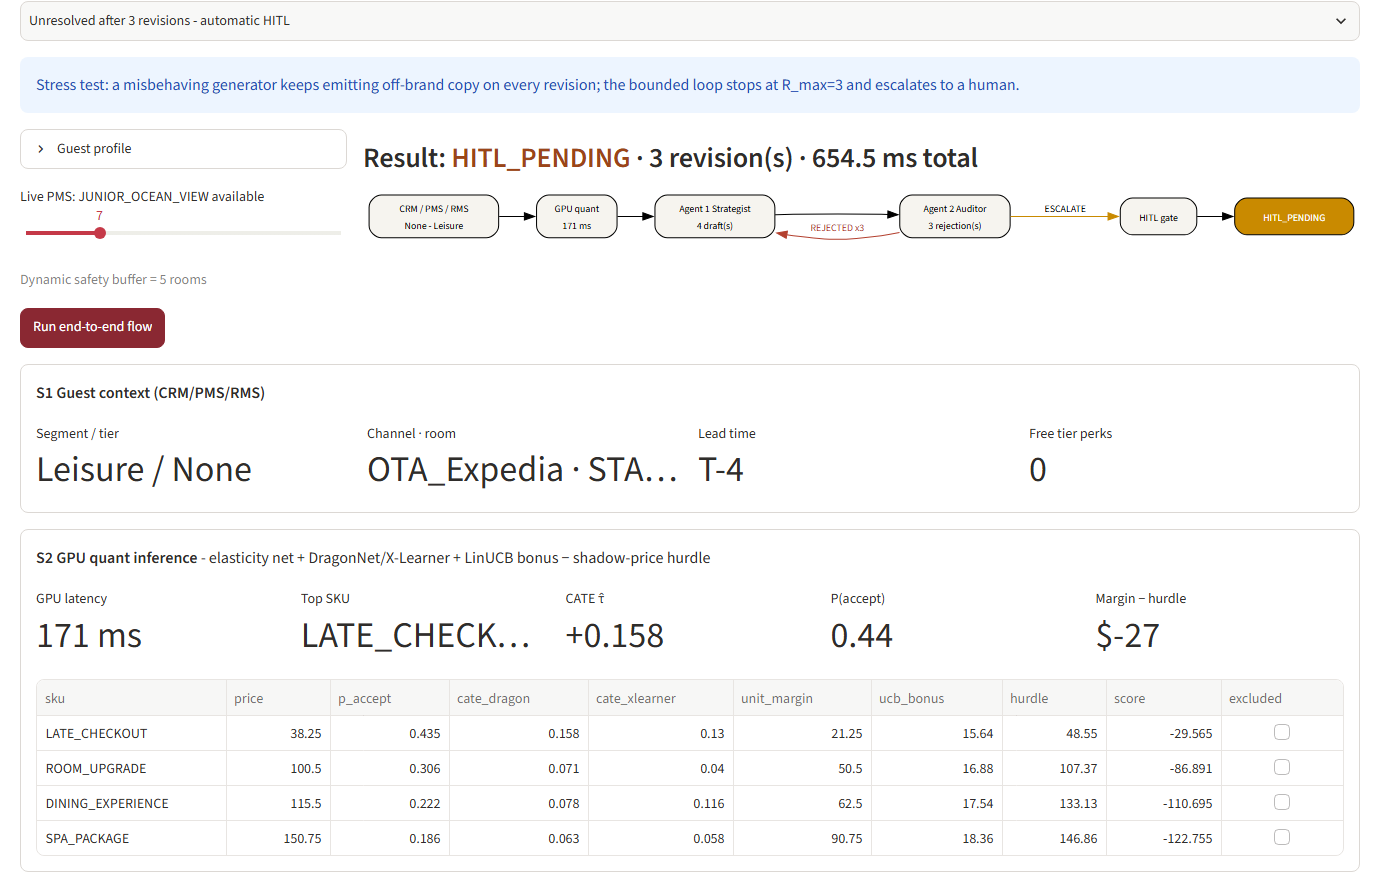 Unresolved after 3 revisions - automatic HITL
Stress test: a misbehaving generator keeps emitting off-brand copy on every revision; the bounded loop stops at R_max=3 and escalates to a human.
Guest profile
Live PMS: JUNIOR_OCEAN_VIEW available
7
Dynamic safety buffer = 5 rooms
Run end-to-end flow
Result: HITL_PENDING · 3 revision(s) · 654.5 ms total
CRM / PMS / RMS
None - Leisure
GPU quant
171 ms
Agent 1 Strategist
4 draft(s)
REJECTED x3
Agent 2 Auditor
3 rejection(s)
ESCALATE
HITL gate
HITL_PENDING
S1 Guest context (CRM/PMS/RMS)
Segment / tier
Leisure / None
Channel · room
OTA_Expedia · STA...
Lead time
T-4
Free tier perks
0
S2 GPU quant inference - elasticity net + DragonNet/X-Learner + LinUCB bonus − shadow-price hurdle
GPU latency
171 ms
Top SKU
LATE_CHECK...
CATE τ̂
+0.158
P(accept)
0.44
Margin − hurdle
$-27
sku price p_accept cate_dragon cate_xlearner unit_margin ucb_bonus hurdle score excluded
LATE_CHECKOUT 38.25 0.435 0.158 0.13 21.25 15.64 48.55 -29.565
ROOM_UPGRADE 100.5 0.306 0.071 0.04 50.5 16.88 107.37 -86.891
DINING_EXPERIENCE 115.5 0.222 0.078 0.116 62.5 17.54 133.13 -110.695
SPA_PACKAGE 150.75 0.186 0.063 0.058 90.75 18.36 146.86 -122.755